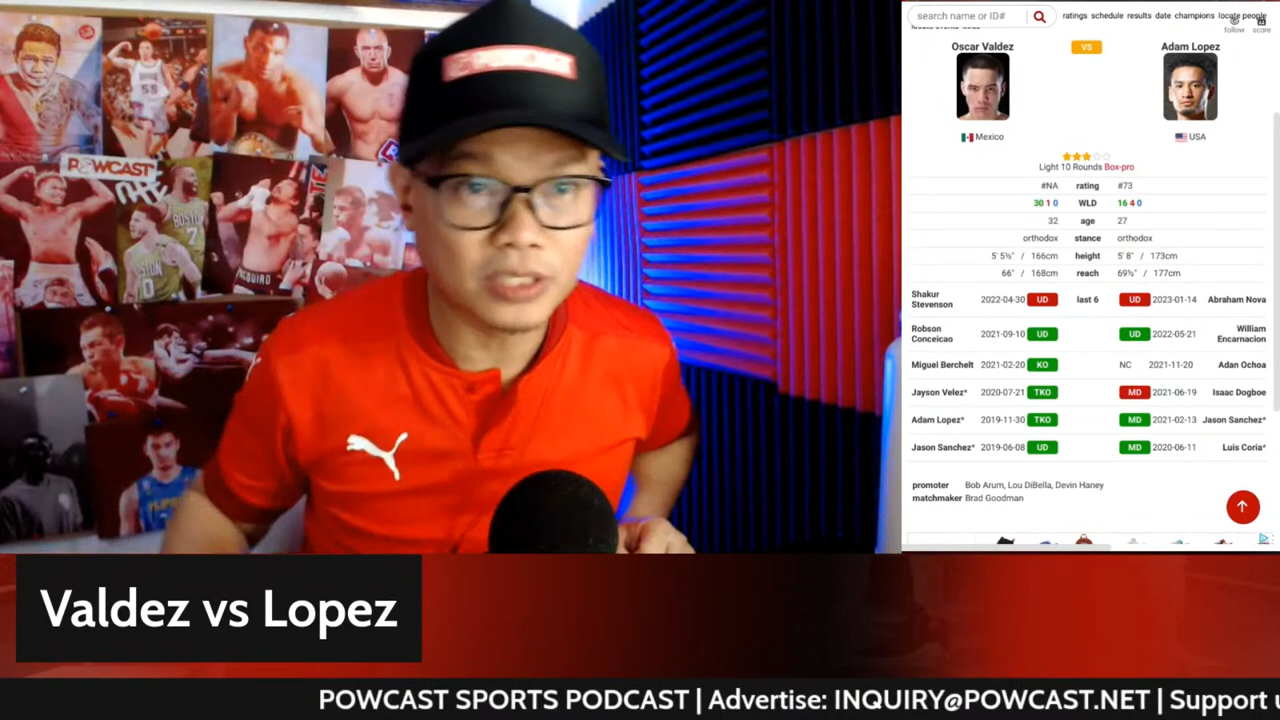 search name or ID#
ratings schedule results date champions locate people
follow score
Oscar Valdez VS Adam Lopez
Mexico USA
Light 10 Rounds Box-pro
#NA rating #73
30 1 0 WLD 16 4 0
32 age 27
orthodox stance orthodox
5' 5½" / 166cm height 5' 8" / 173cm
66" / 168cm reach 69½" / 177cm
Shakur Stevenson 2022-04-30 UD last 6 UD 2023-01-14 Abraham Nova
Robson Conceicao 2021-09-10 UD UD 2022-05-21 William Encarnacion
Miguel Berchelt 2021-02-20 KO NC 2021-11-20 Adan Ochoa
Jayson Velez* 2020-07-21 TKO MD 2021-06-19 Isaac Dogboe
Adam Lopez* 2019-11-30 TKO MD 2021-02-13 Jason Sanchez*
Jason Sanchez* 2019-06-08 UD MD 2020-06-11 Luis Coria*
promoter Bob Arum, Lou DiBella, Devin Haney
matchmaker Brad Goodman
POWCAST
BOSTON
7
0
55
Valdez vs Lopez
POWCAST SPORTS PODCAST | Advertise: INQUIRY@POWCAST.NET | Support